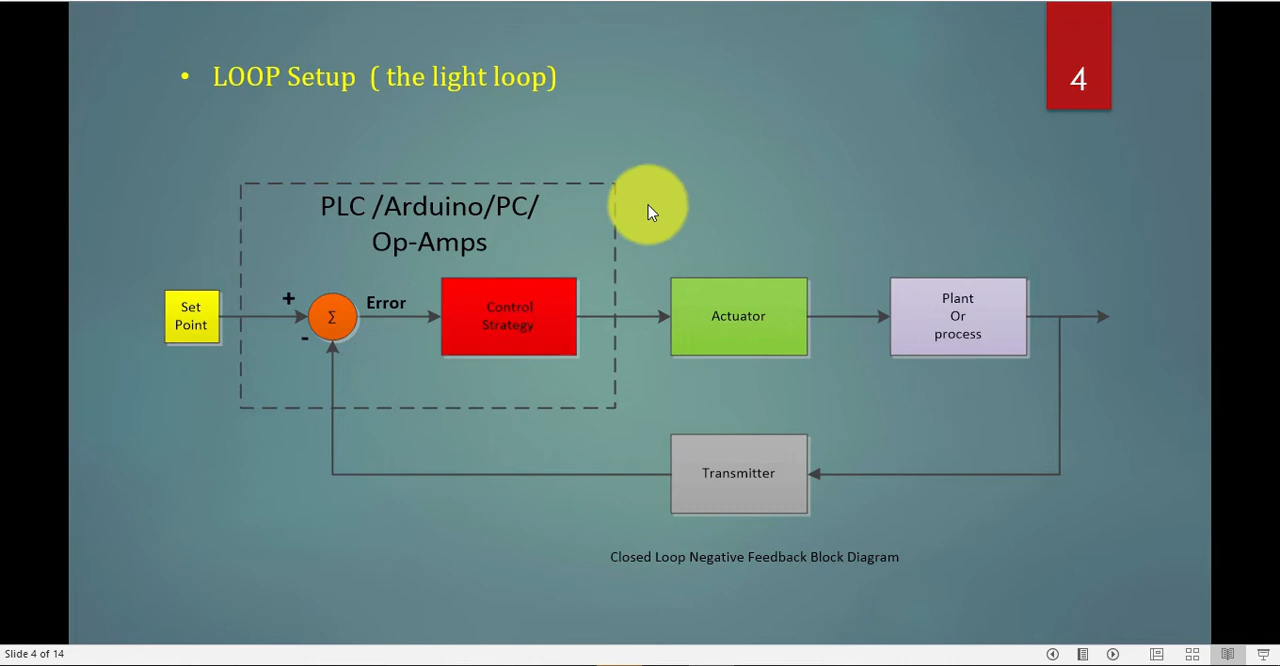 • LOOP Setup ( the light loop)
4
PLC /Arduino/PC/
Op-Amps
Set
Point
+
-
Σ
Error
Control
Strategy
Actuator
Plant
Or
process
Transmitter
Closed Loop Negative Feedback Block Diagram
Slide 4 of 14